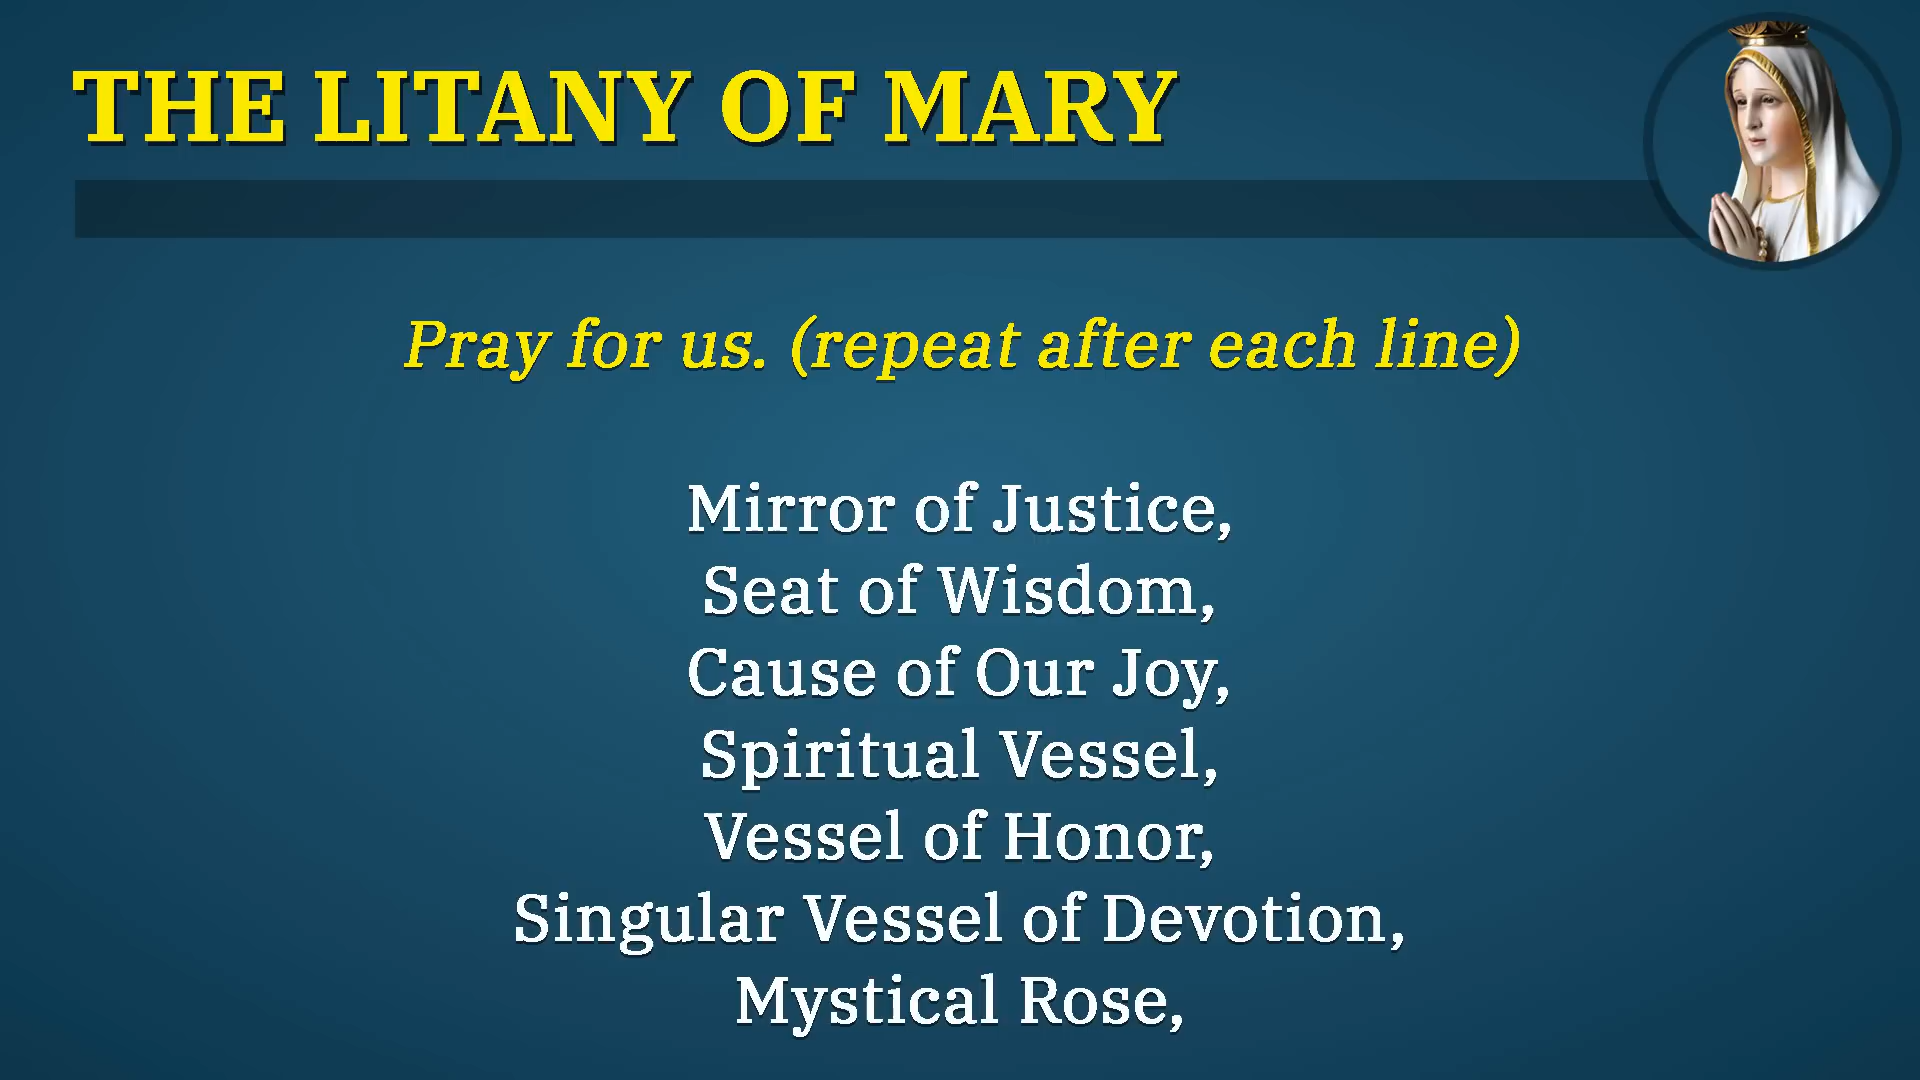 THE LITANY OF MARY
Pray for us. (repeat after each line)
Mirror of Justice,
Seat of Wisdom,
Cause of Our Joy,
Spiritual Vessel,
Vessel of Honor,
Singular Vessel of Devotion,
Mystical Rose,